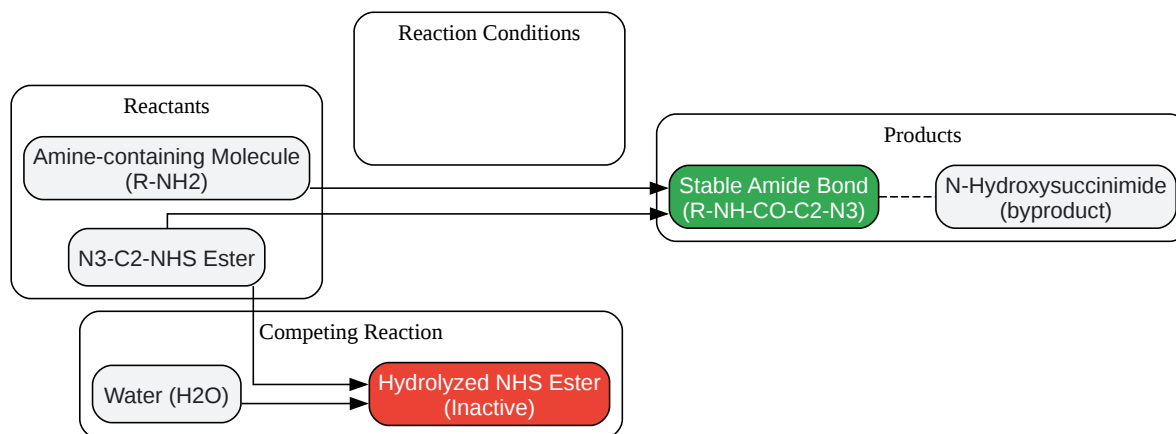 Reaction Conditions
Reactants
Amine-containing Molecule
(R-NH2)
N3-C2-NHS Ester
Products
Stable Amide Bond
(R-NH-CO-C2-N3)
N-Hydroxysuccinimide
(byproduct)
Competing Reaction
Water (H2O)
Hydrolyzed NHS Ester
(Inactive)